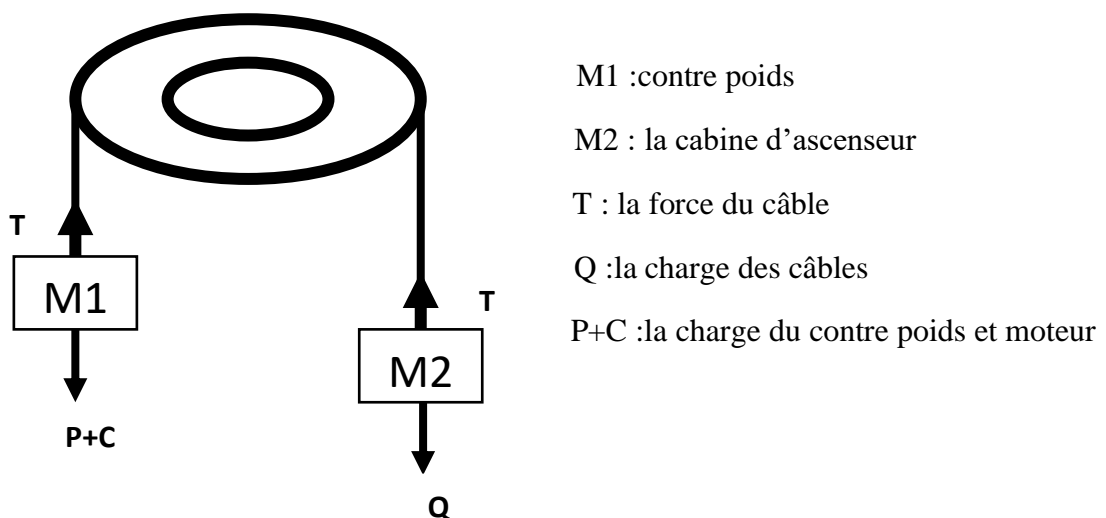 M1 :contre poids
M2 : la cabine d’ascenseur
T : la force du câble
Q :la charge des câbles
P+C :la charge du contre poids et moteur
T
M1
P+C
T
M2
Q